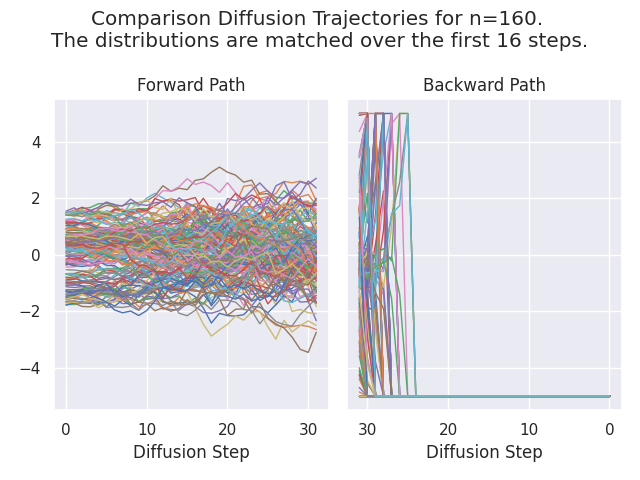 Comparison Diffusion Trajectories for n=160.
The distributions are matched over the first 16 steps.
Forward Path
Backward Path
4
2
0
−2
−4
0 10 20 30
30 20 10 0
Diffusion Step
Diffusion Step